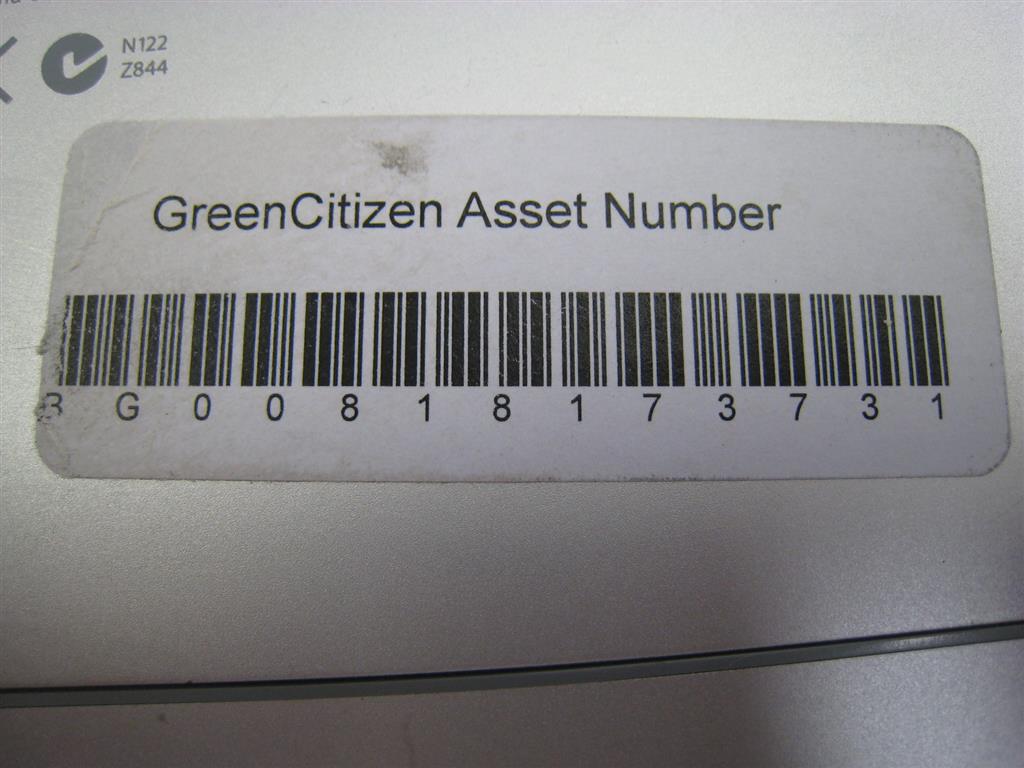 N122
Z844
GreenCitizen Asset Number
G 0 0 8 1 8 1 7 3 7 3 1